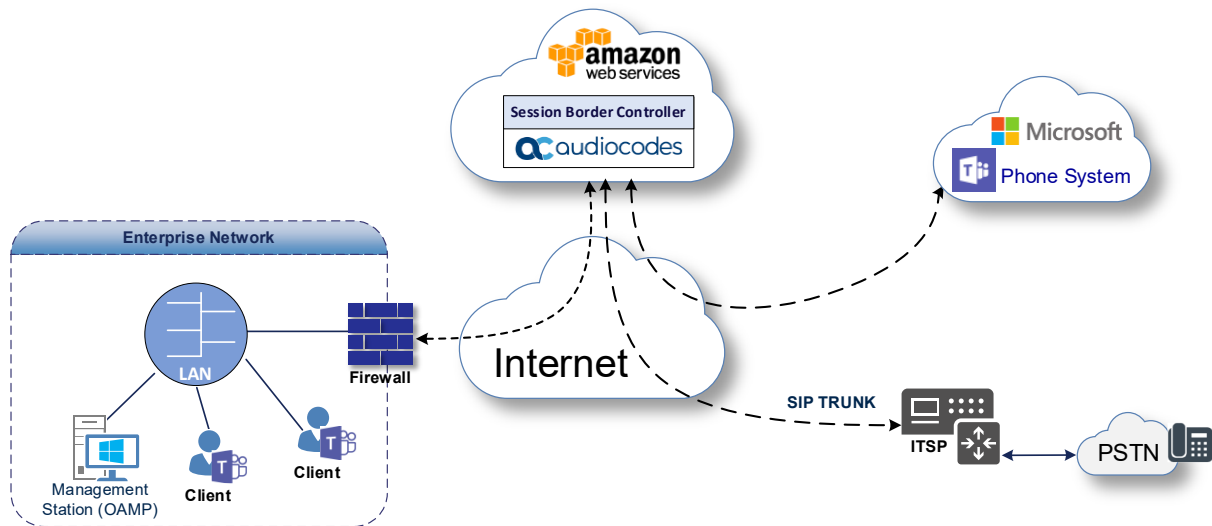 amazon
web services
Session Border Controller
audiocodes
Microsoft
T
Phone System
Enterprise Network
LAN
Firewall
Internet
SIP TRUNK
ITSP
PSTN
T
Client
T
Client
Management
Station (OAMP)